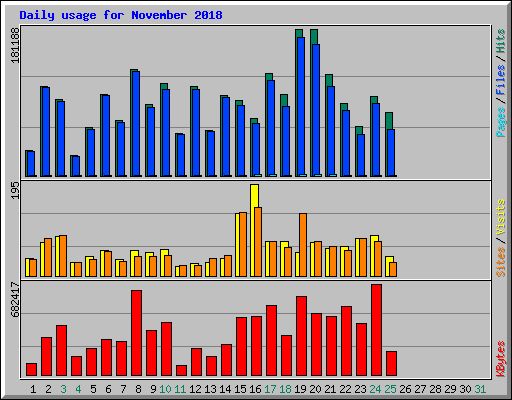 Daily usage for November 2018
181188
Pages / Files / Hits
195
Sites / Visits
682417
KBytes
1 2 3 4 5 6 7 8 9 10 11 12 13 14 15 16 17 18 19 20 21 22 23 24 25 26 27 28 29 30 31